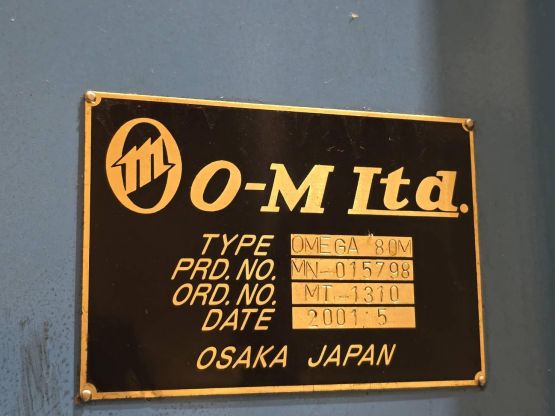 O-M Ltd.
TYPE OMEGA 80M
PRD. NO. MN-015798
ORD. NO. MT-1310
DATE 2001, 5
OSAKA JAPAN